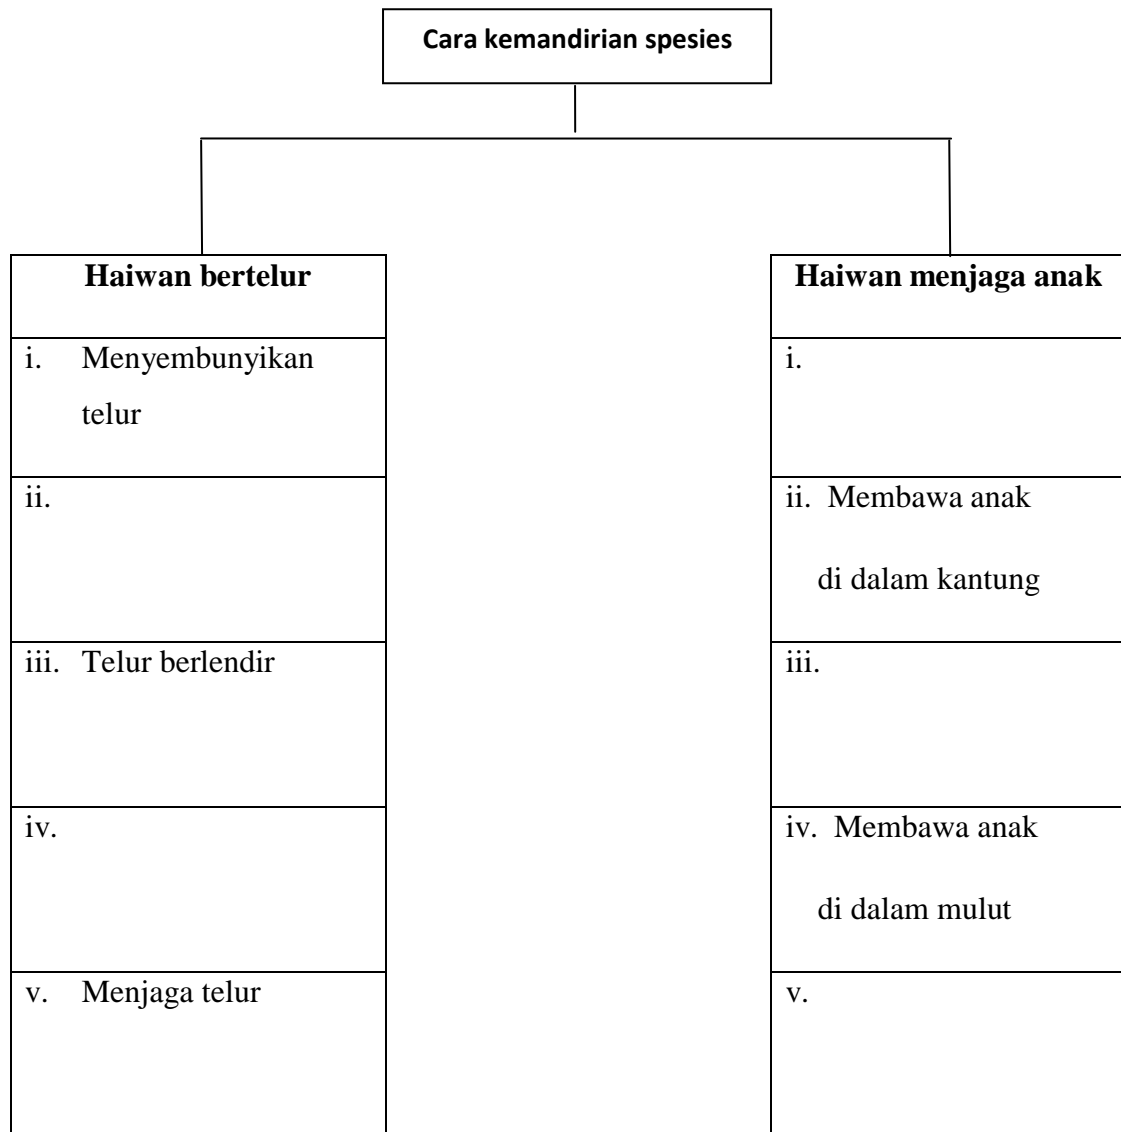 Cara kemandirian spesies
Haiwan bertelur
i. Menyembunyikan
telur
ii.
iii. Telur berlendir
iv.
v. Menjaga telur
Haiwan menjaga anak
i.
ii. Membawa anak
di dalam kantung
iii.
iv. Membawa anak
di dalam mulut
v.